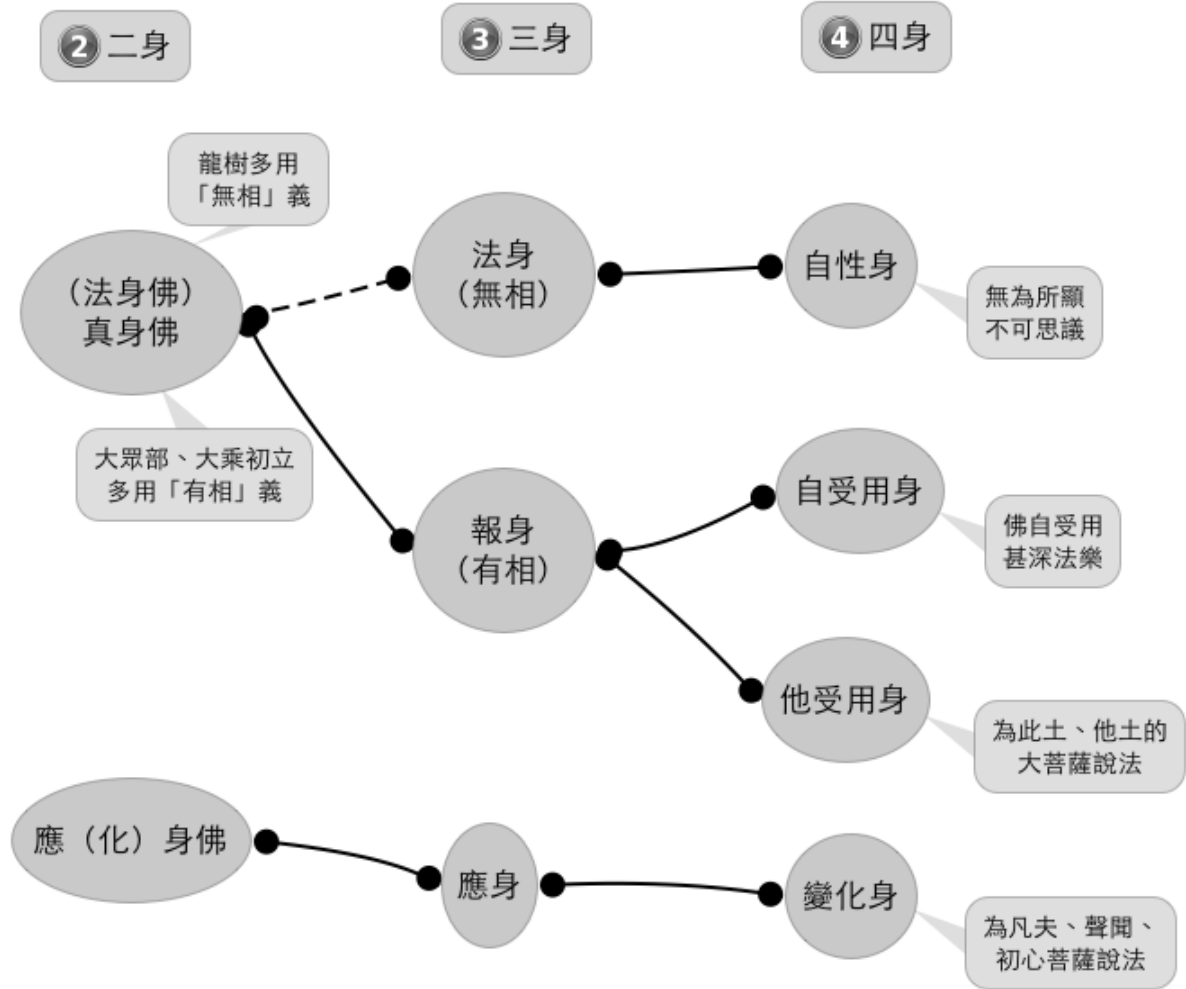 2 二身
3 三身
4 四身
龍樹多用
「無相」義
(法身佛)
真身佛
大眾部、大乘初立
多用「有相」義
法身
(無相)
自性身
無為所顯
不可思議
報身
(有相)
自受用身
佛自受用
甚深法樂
他受用身
為此土、他土的
大菩薩說法
應(化)身佛
應身
變化身
為凡夫、聲聞、
初心菩薩說法